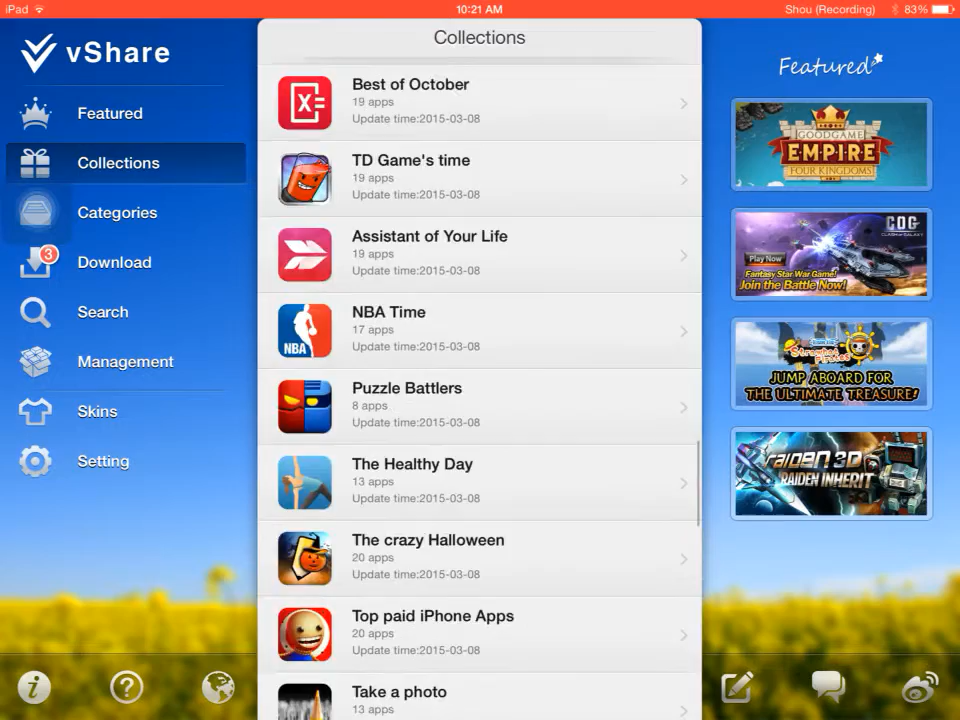 iPad
10:21 AM
Shou (Recording)
83%
vShare
Featured
Collections
Categories
3
Download
Search
Management
Skins
Setting
Collections
Best of October
19 apps
Update time:2015-03-08
TD Game's time
19 apps
Update time:2015-03-08
Assistant of Your Life
19 apps
Update time:2015-03-08
NBA
NBA Time
17 apps
Update time:2015-03-08
Puzzle Battlers
8 apps
Update time:2015-03-08
The Healthy Day
13 apps
Update time:2015-03-08
The crazy Halloween
20 apps
Update time:2015-03-08
Top paid iPhone Apps
20 apps
Update time:2015-03-08
Take a photo
13 apps
Featured
GOODGAME
EMPIRE
FOUR KINGDOMS
COG
CLASH OF GALAXY
Play Now
Fantasy Star War Game!
Join the Battle Now!
Strawhat
Pirates
JUMP ABOARD FOR
THE ULTIMATE TREASURE!
RAIDEN 3D
RAIDEN INHERIT